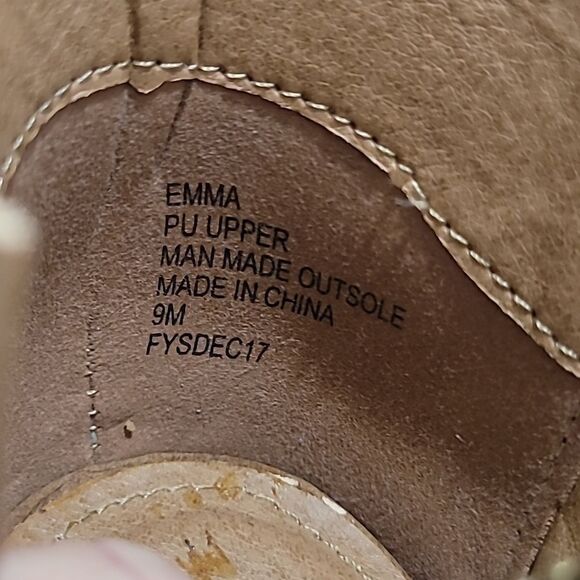 EMMA
PU UPPER
MAN MADE OUTSOLE
MADE IN CHINA
9M
FYSDEC17